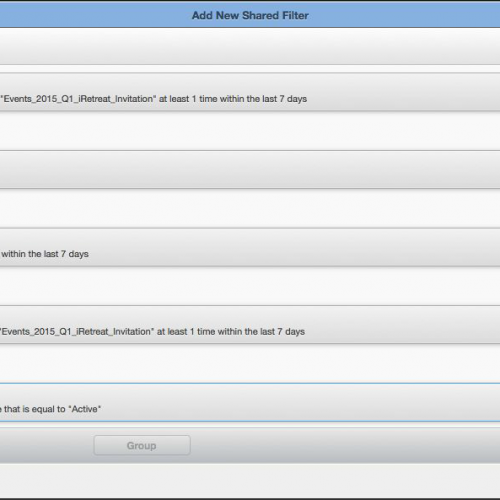 Add New Shared Filter
"Events_2015_Q1_iRetreat_Invitation" at least 1 time within the last 7 days
within the last 7 days
"Events_2015_Q1_iRetreat_Invitation" at least 1 time within the last 7 days
that is equal to "Active"
Group